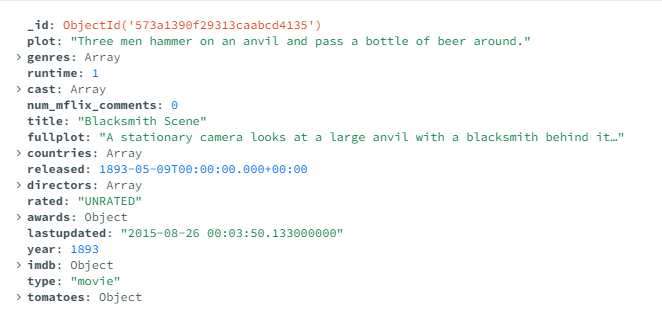 _id: ObjectId('573a1390f29313caabcd4135')
plot: "Three men hammer on an anvil and pass a bottle of beer around."
> genres: Array
runtime: 1
> cast: Array
num_mflix_comments: 0
title: "Blacksmith Scene"
fullplot: "A stationary camera looks at a large anvil with a blacksmith behind it…"
> countries: Array
released: 1893-05-09T00:00:00.000+00:00
> directors: Array
rated: "UNRATED"
> awards: Object
lastupdated: "2015-08-26 00:03:50.133000000"
year: 1893
> imdb: Object
type: "movie"
> tomatoes: Object